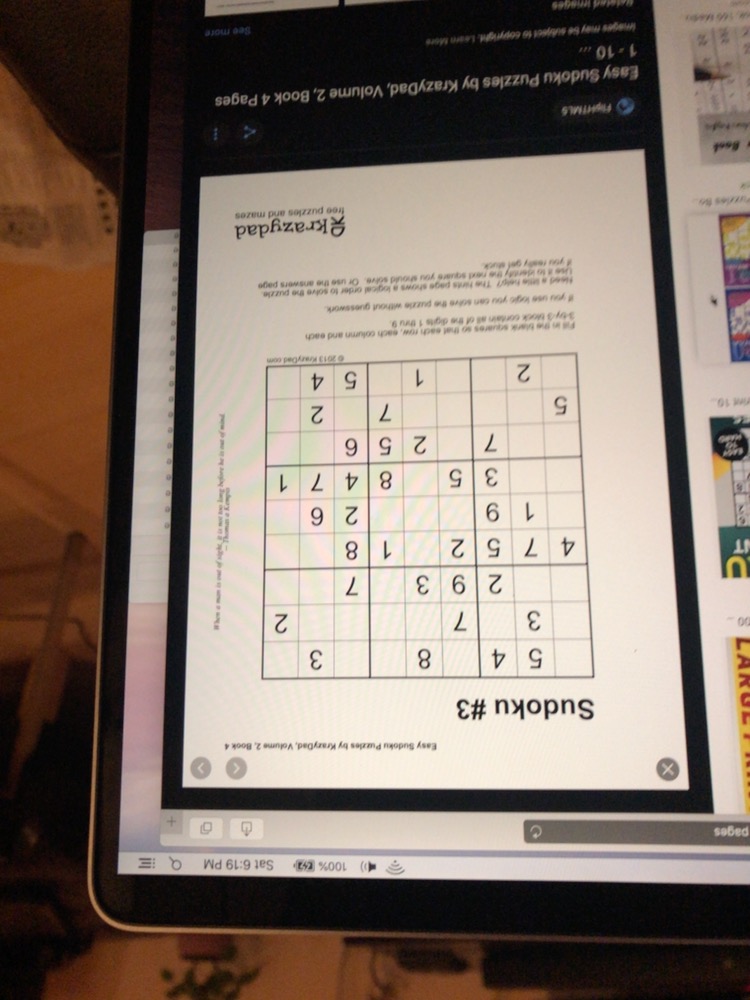 Sat 6:19 PM
100%
pages
Easy Sudoku Puzzles by KrazyDad, Volume 2, Book 4
Sudoku #3
5 4 8 3
3 7 2
2 9 3 7
4 7 5 2 1 8
1 9 2 6
3 5 8 4 7 1
7 2 5 6
5 7 2
2 1 5 4
© 2013 KrazyDad.com
Fill in the blank squares so that each row, each column and each
3-by-3 block contain all of the digits 1 thru 9.
If you use logic you can solve the puzzle without guesswork.
Need a little help? The hints page shows a logical order to solve the puzzle.
Use it to identify the next square you should solve. Or use the answers page
if you really get stuck.
When a man is out of sight, it is not too long before he is out of mind.
-- Thomas a Kempis
krazydad
free puzzles and mazes
FlipHTML5
Easy Sudoku Puzzles by KrazyDad, Volume 2, Book 4 Pages
1 - 10 ...
Images may be subject to copyright. Learn More
Related images
See more
LARGE PRIN